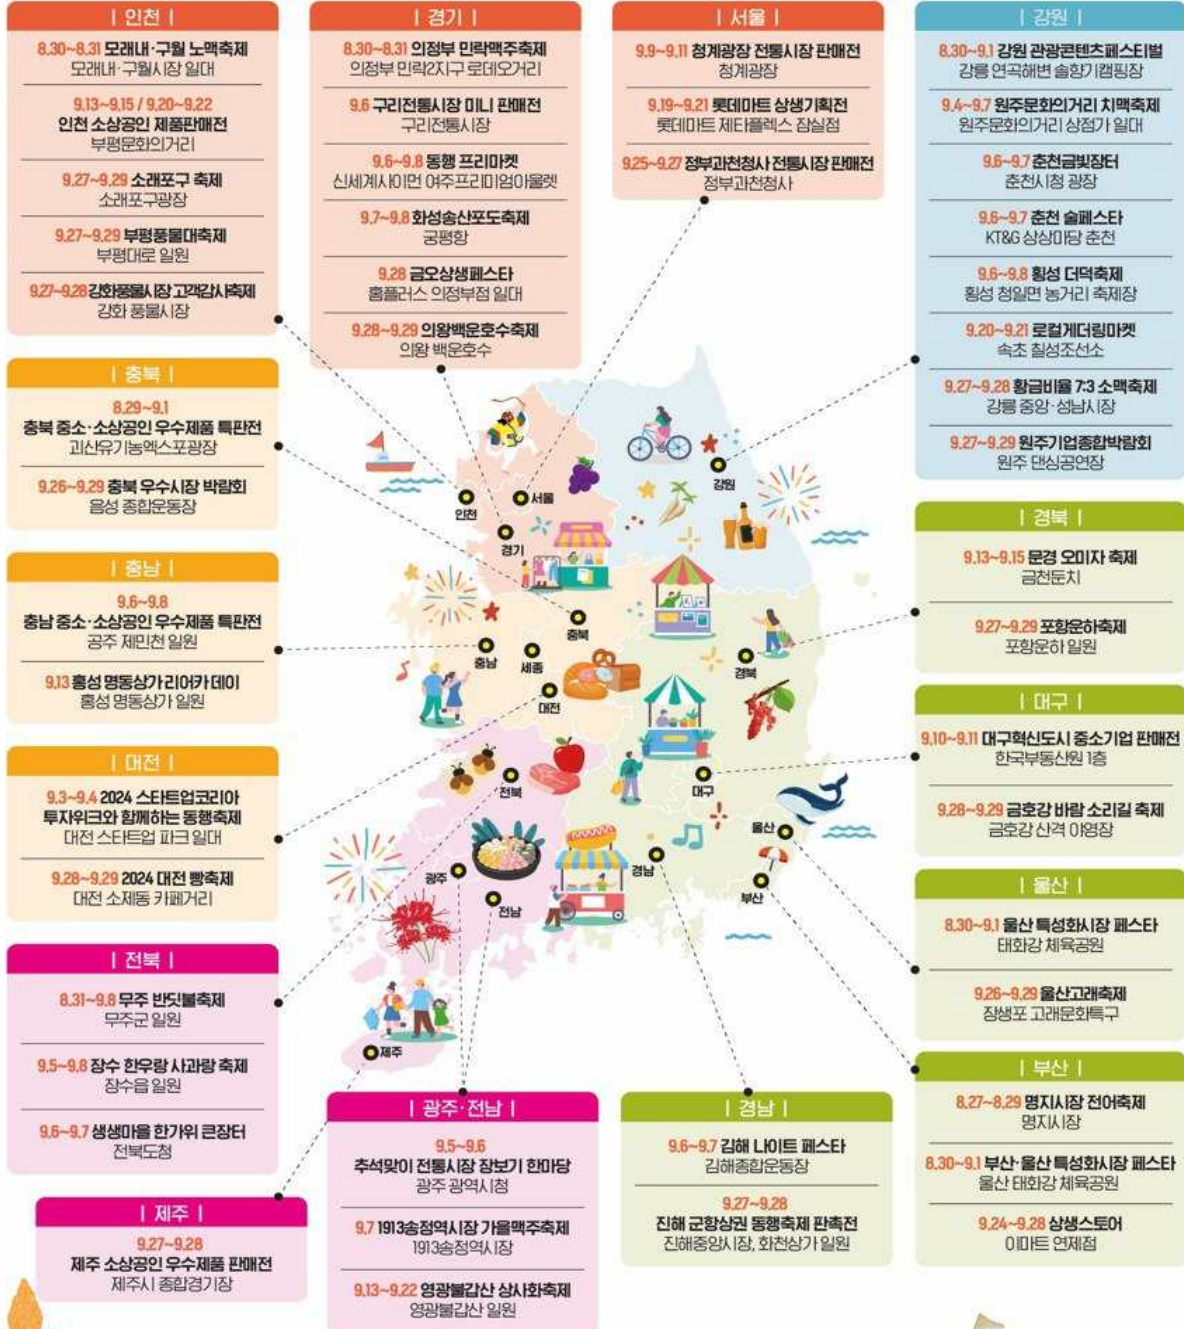 | 인천 |
8.30~8.31 모래내·구월 노맥축제
모래내·구월시장 일대
9.13~9.15 / 9.20~9.22
인천 소상공인 제품판매전
부평문화의거리
9.27~9.29 소래포구 축제
소래포구광장
9.27~9.29 부평풍물대축제
부평대로 일원
9.27~9.28 강화풍물시장 고객감사축제
강화 풍물시장
| 경기 |
8.30~8.31 의정부 민락맥주축제
의정부 민락2지구 로데오거리
9.6 구리전통시장 미니 판매전
구리전통시장
9.6~9.8 동행 프리마켓
신세계사이먼 여주프리미엄아울렛
9.7~9.8 화성송산포도축제
궁평항
9.28 금오상생페스타
홈플러스 의정부점 일대
9.28~9.29 의왕백운호수축제
의왕 백운호수
| 서울 |
9.9~9.11 청계광장 전통시장 판매전
청계광장
9.19~9.21 롯데마트 상생기획전
롯데마트 제타플렉스 잠실점
9.25~9.27 정부과천청사 전통시장 판매전
정부과천청사
| 강원 |
8.30~9.1 강원 관광콘텐츠페스티벌
강릉 연곡해변 솔향기캠핑장
9.4~9.7 원주문화의거리 치맥축제
원주문화의거리 상점가 일대
9.6~9.7 춘천금빛장터
춘천시청 광장
9.6~9.7 춘천 술페스타
KT&G 상상마당 춘천
9.6~9.8 횡성 더덕축제
횡성 청일면 농거리 축제장
9.20~9.21 로컬게더링마켓
속초 칠성조선소
9.27~9.28 황금비율 7:3 소맥축제
강릉 중앙·성남시장
9.27~9.29 원주기업종합박람회
원주 댄싱공연장
| 충북 |
8.29~9.1
충북 중소·소상공인 우수제품 특판전
괴산유기농엑스포광장
9.26~9.29 충북 우수시장 박람회
음성 종합운동장
| 충남 |
9.6~9.8
충남 중소·소상공인 우수제품 특판전
공주 제민천 일원
9.13 홍성 명동상가 리어카 데이
홍성 명동상가 일원
| 대전 |
9.3~9.4 2024 스타트업코리아
투자위크와 함께하는 동행축제
대전 스타트업 파크 일대
9.28~9.29 2024 대전 빵축제
대전 소제동 카페거리
| 전북 |
8.31~9.8 무주 반딧불축제
무주군 일원
9.5~9.8 장수 한우랑 사과랑 축제
장수읍 일원
9.6~9.7 생생마을 한가위 큰장터
전북도청
| 제주 |
9.27~9.28
제주 소상공인 우수제품 판매전
제주시 종합경기장
| 광주·전남 |
9.5~9.6
추석맞이 전통시장 장보기 한마당
광주 광역시청
9.7 1913송정역시장 가을맥주축제
1913송정역시장
9.13~9.22 영광불갑산 상사화축제
영광불갑산 일원
| 경남 |
9.6~9.7 김해 나이트 페스타
김해종합운동장
9.27~9.28
진해 군항상권 동행축제 판촉전
진해중앙시장, 화천상가 일원
| 경북 |
9.13~9.15 문경 오미자 축제
금천둔치
9.27~9.29 포항운하축제
포항운하 일원
| 대구 |
9.10~9.11 대구혁신도시 중소기업 판매전
한국부동산원 1층
9.28~9.29 금호강 바람 소리길 축제
금호강 산격 야영장
| 울산 |
8.30~9.1 울산 특성화시장 페스타
태화강 체육공원
9.26~9.29 울산고래축제
장생포 고래문화특구
| 부산 |
8.27~8.29 명지시장 전어축제
명지시장
8.30~9.1 부산·울산 특성화시장 페스타
울산 태화강 체육공원
9.24~9.28 상생스토어
이마트 연제점
인천
서울
경기
강원
충북
충남
세종
대전
경북
전북
대구
울산
광주
전남
경남
부산
제주